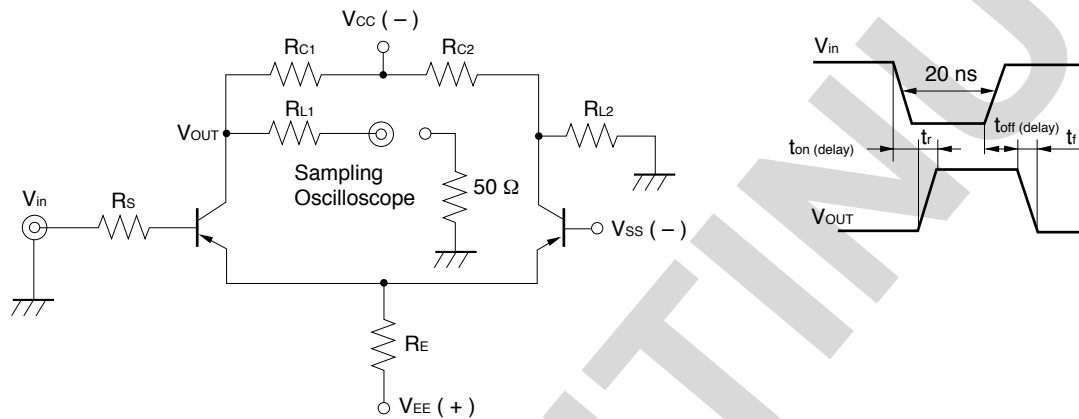 VCC ( − )
RC1
RC2
RL1
RL2
VOUT
Sampling
Oscilloscope
50 Ω
Vin
RS
VSS ( − )
RE
VEE ( + )
Vin
20 ns
ton (delay)
tr
toff (delay)
tf
VOUT